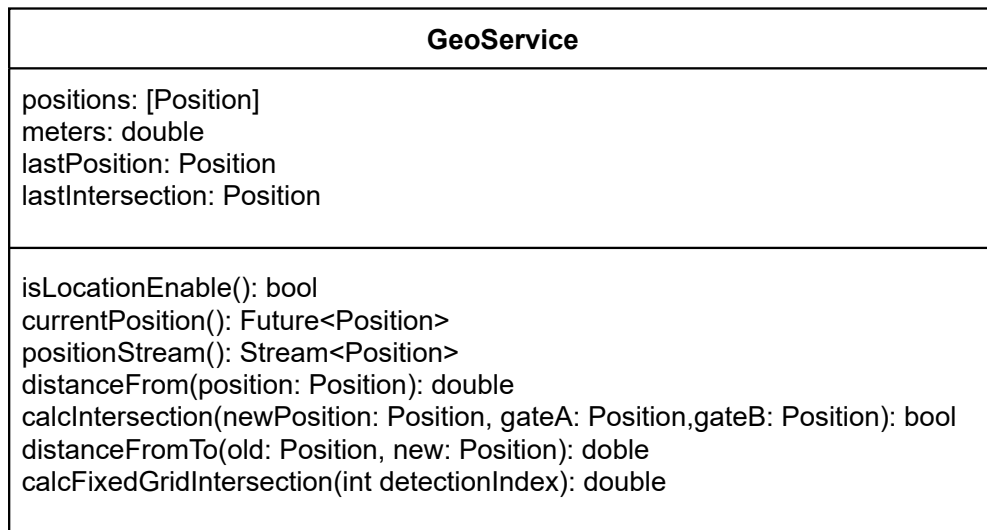 GeoService
positions: [Position]
meters: double
lastPosition: Position
lastIntersection: Position
isLocationEnable(): bool
currentPosition(): Future<Position>
positionStream(): Stream<Position>
distanceFrom(position: Position): double
calcIntersection(newPosition: Position, gateA: Position,gateB: Position): bool
distanceFromTo(old: Position, new: Position): doble
calcFixedGridIntersection(int detectionIndex): double